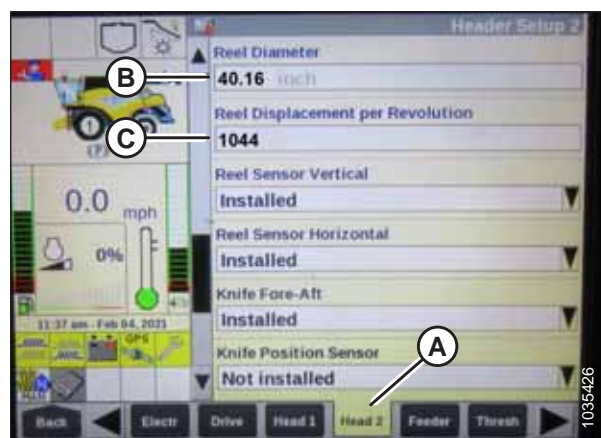 Header Setup 2
Reel Diameter
40.16 inch
B
Reel Displacement per Revolution
1044
C
Reel Sensor Vertical
Installed
0.0 mph
Reel Sensor Horizontal
Installed
0%
Knife Fore-Aft
Installed
11:37 am - Feb 04, 2021
GPS
Knife Position Sensor
Not installed
A
Back
Electr
Drive
Head 1
Head 2
Feeder
Thresh
1035426